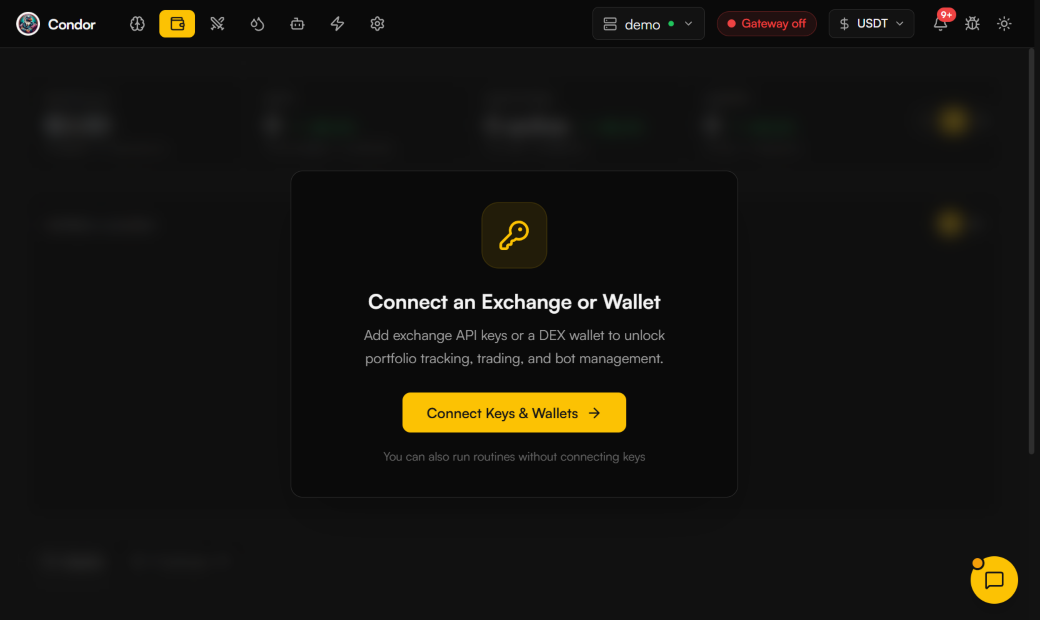 Condor
demo
Gateway off
$ USDT
9+
Connect an Exchange or Wallet
Add exchange API keys or a DEX wallet to unlock
portfolio tracking, trading, and bot management.
Connect Keys & Wallets →
You can also run routines without connecting keys